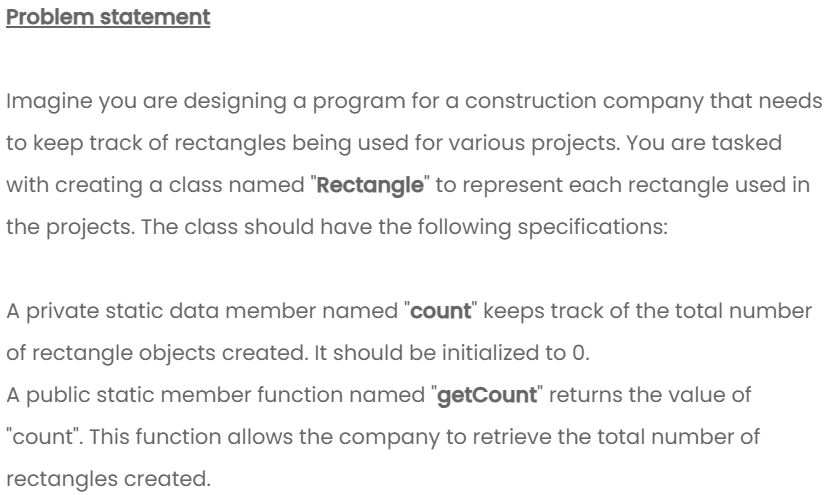 Problem statement
Imagine you are designing a program for a construction company that needs
to keep track of rectangles being used for various projects. You are tasked
with creating a class named "Rectangle" to represent each rectangle used in
the projects. The class should have the following specifications:
A private static data member named "count" keeps track of the total number
of rectangle objects created. It should be initialized to 0.
A public static member function named "getCount" returns the value of
"count". This function allows the company to retrieve the total number of
rectangles created.